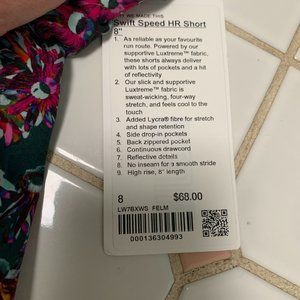 WHY WE MADE THIS
Swift Speed HR Short
8"
1. As reliable as your favourite
run route. Powered by our
supportive Luxtreme™ fabric,
these shorts always deliver
with lots of pockets and a hit
of reflectivity
2. Our slick and supportive
Luxtreme™ fabric is
sweat-wicking, four-way
stretch, and feels cool to the
touch
3. Added Lycra® fibre for stretch
and shape retention
4. Side drop-in pockets
5. Back zippered pocket
6. Continuous drawcord
7. Reflective details
8. No inseam for a smooth stride
9. High rise, 8" length
8 $68.00
LW7BXWS FELM
000136304993